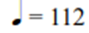 ♩ = 112